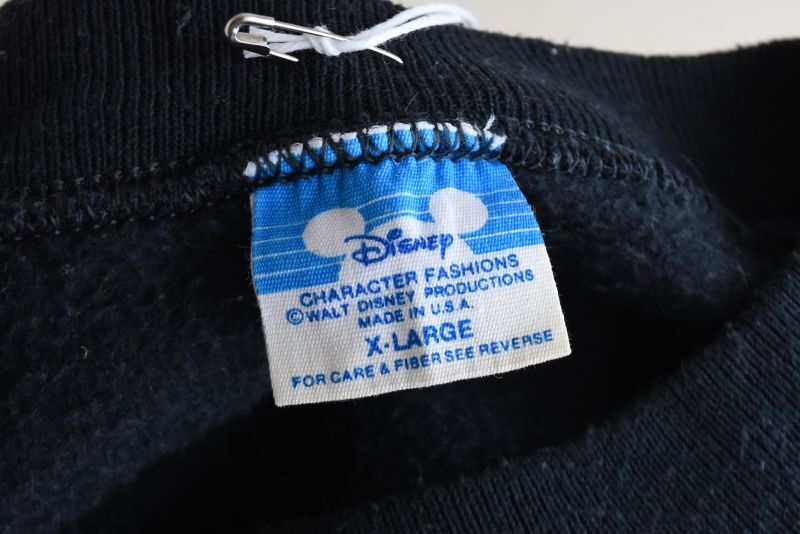 Disney
CHARACTER FASHIONS
©WALT DISNEY PRODUCTIONS
MADE IN U.S.A.
X-LARGE
FOR CARE & FIBER SEE REVERSE